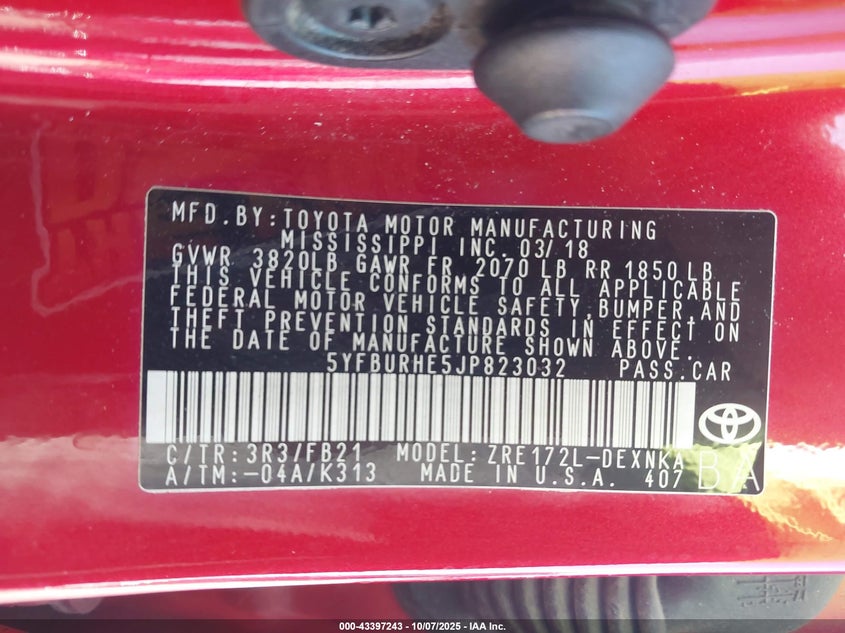 MFD.BY:TOYOTA MOTOR MANUFACTURING
MISSISSIPPI INC. 03/18
GVWR 3820LB GAWR FR 2070 LB RR 1850 LB
THIS VEHICLE CONFORMS TO ALL APPLICABLE
FEDERAL MOTOR VEHICLE SAFETY,BUMPER,AND
THEFT PREVENTION STANDARDS IN EFFECT ON
THE DATE OF MANUFACTURE SHOWN ABOVE.
5YFBURHE5JP823032 PASS.CAR
C/TR:3R3/FB21 MODEL:ZRE172L-DEXNKA
A/TM:-04A/K313 MADE IN U.S.A. 407
BA
000-43397243 - 10/07/2025 - IAA Inc.